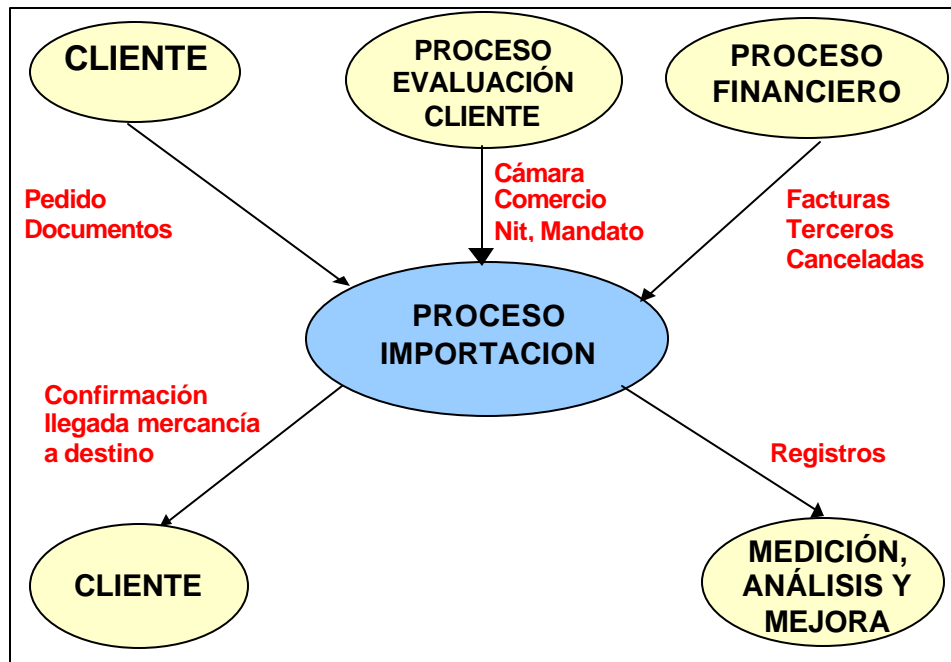 CLIENTE
PROCESO
EVALUACIÓN
CLIENTE
PROCESO
FINANCIERO
Pedido
Documentos
Cámara
Comercio
Nit, Mandato
Facturas
Terceros
Canceladas
PROCESO
IMPORTACION
Confirmación
llegada mercancía
a destino
Registros
CLIENTE
MEDICIÓN,
ANÁLISIS Y
MEJORA